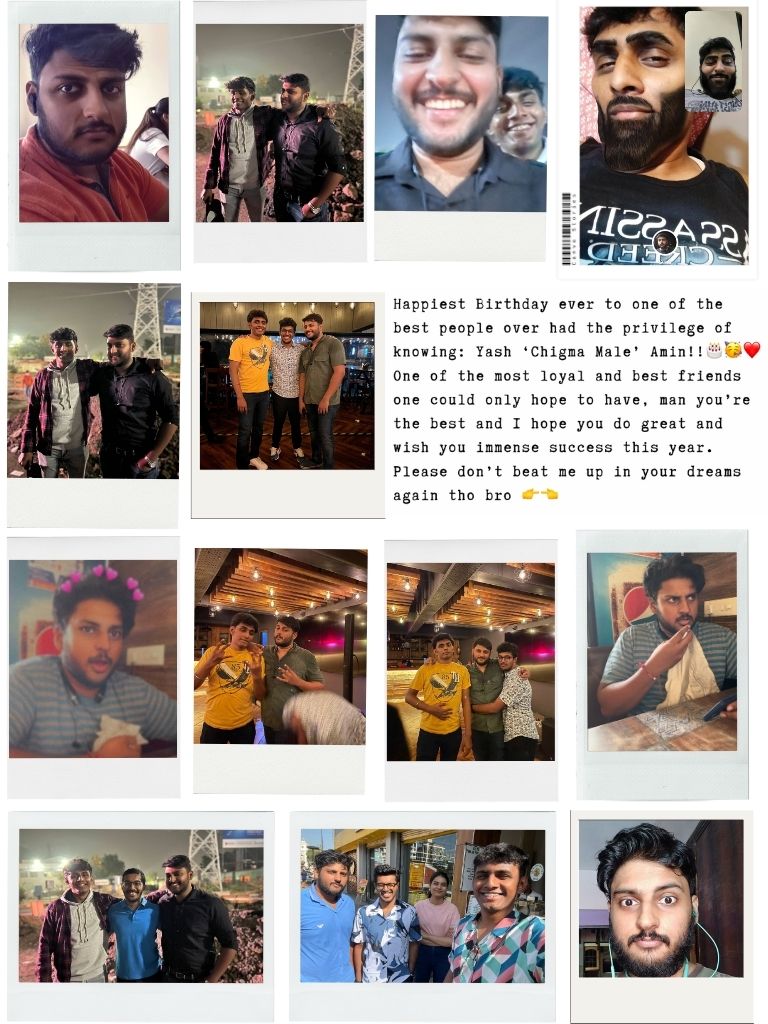 ASSASSIN
CREED
Canva Stories
Happiest Birthday ever to one of the
best people over had the privilege of
knowing: Yash ‘Chigma Male’ Amin!!🎂🥳❤️
One of the most loyal and best friends
one could only hope to have, man you’re
the best and I hope you do great and
wish you immense success this year.
Please don’t beat me up in your dreams
again tho bro 👉👈